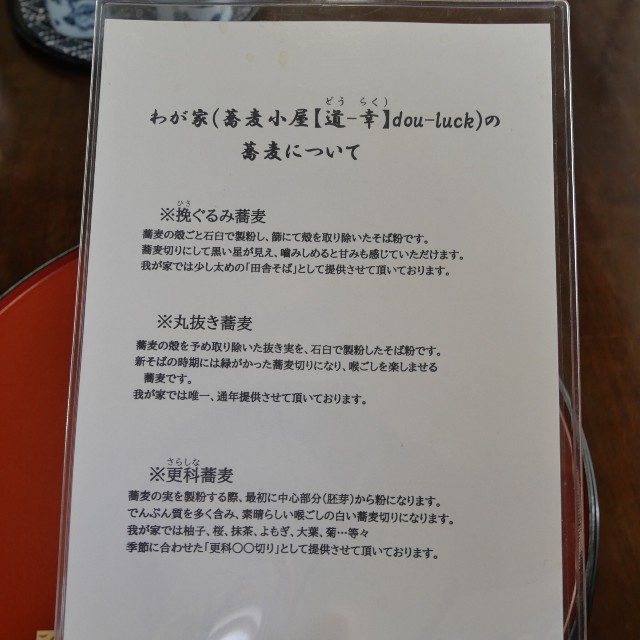 どう らく)
わが家(蕎麦小屋【道-幸】dou-luck)の
蕎麦について
ひき
※挽ぐるみ蕎麦
蕎麦の殻ごと石臼で製粉し、篩にて殻を取り除いたそば粉です。
蕎麦切りにして黒い星が見え、噛みしめると甘みも感じていただけます。
我が家では少し太めの「田舎そば」として提供させて頂いております。
※丸抜き蕎麦
蕎麦の殻を予め取り除いた抜き実を、石臼で製粉したそば粉です。
新そばの時期には緑がかった蕎麦切りになり、喉ごしを楽しませる
蕎麦です。
我が家では唯一、通年提供させて頂いております。
さらしな
※更科蕎麦
蕎麦の実を製粉する際、最初に中心部分(胚芽)から粉になります。
でんぷん質を多く含み、素晴らしい喉ごしの白い蕎麦切りになります。
我が家では柚子、桜、抹茶、よもぎ、大葉、菊…等々
季節に合わせた「更科〇〇切り」として提供させて頂いております。